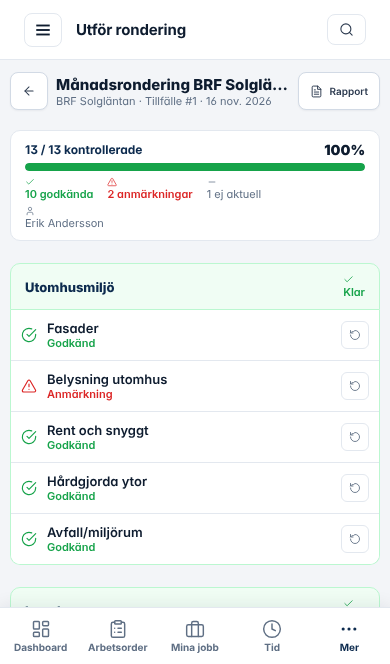 Utför rondering
Månadsrondering BRF Solglä...
BRF Solgläntan · Tillfälle #1 · 16 nov. 2026
Rapport
13 / 13 kontrollerade
100%
10 godkända
2 anmärkningar
1 ej aktuell
Erik Andersson
Utomhusmiljö
Klar
Fasader
Godkänd
Belysning utomhus
Anmärkning
Rent och snyggt
Godkänd
Hårdgjorda ytor
Godkänd
Avfall/miljörum
Godkänd
Dashboard
Arbetsorder
Mina jobb
Tid
Mer